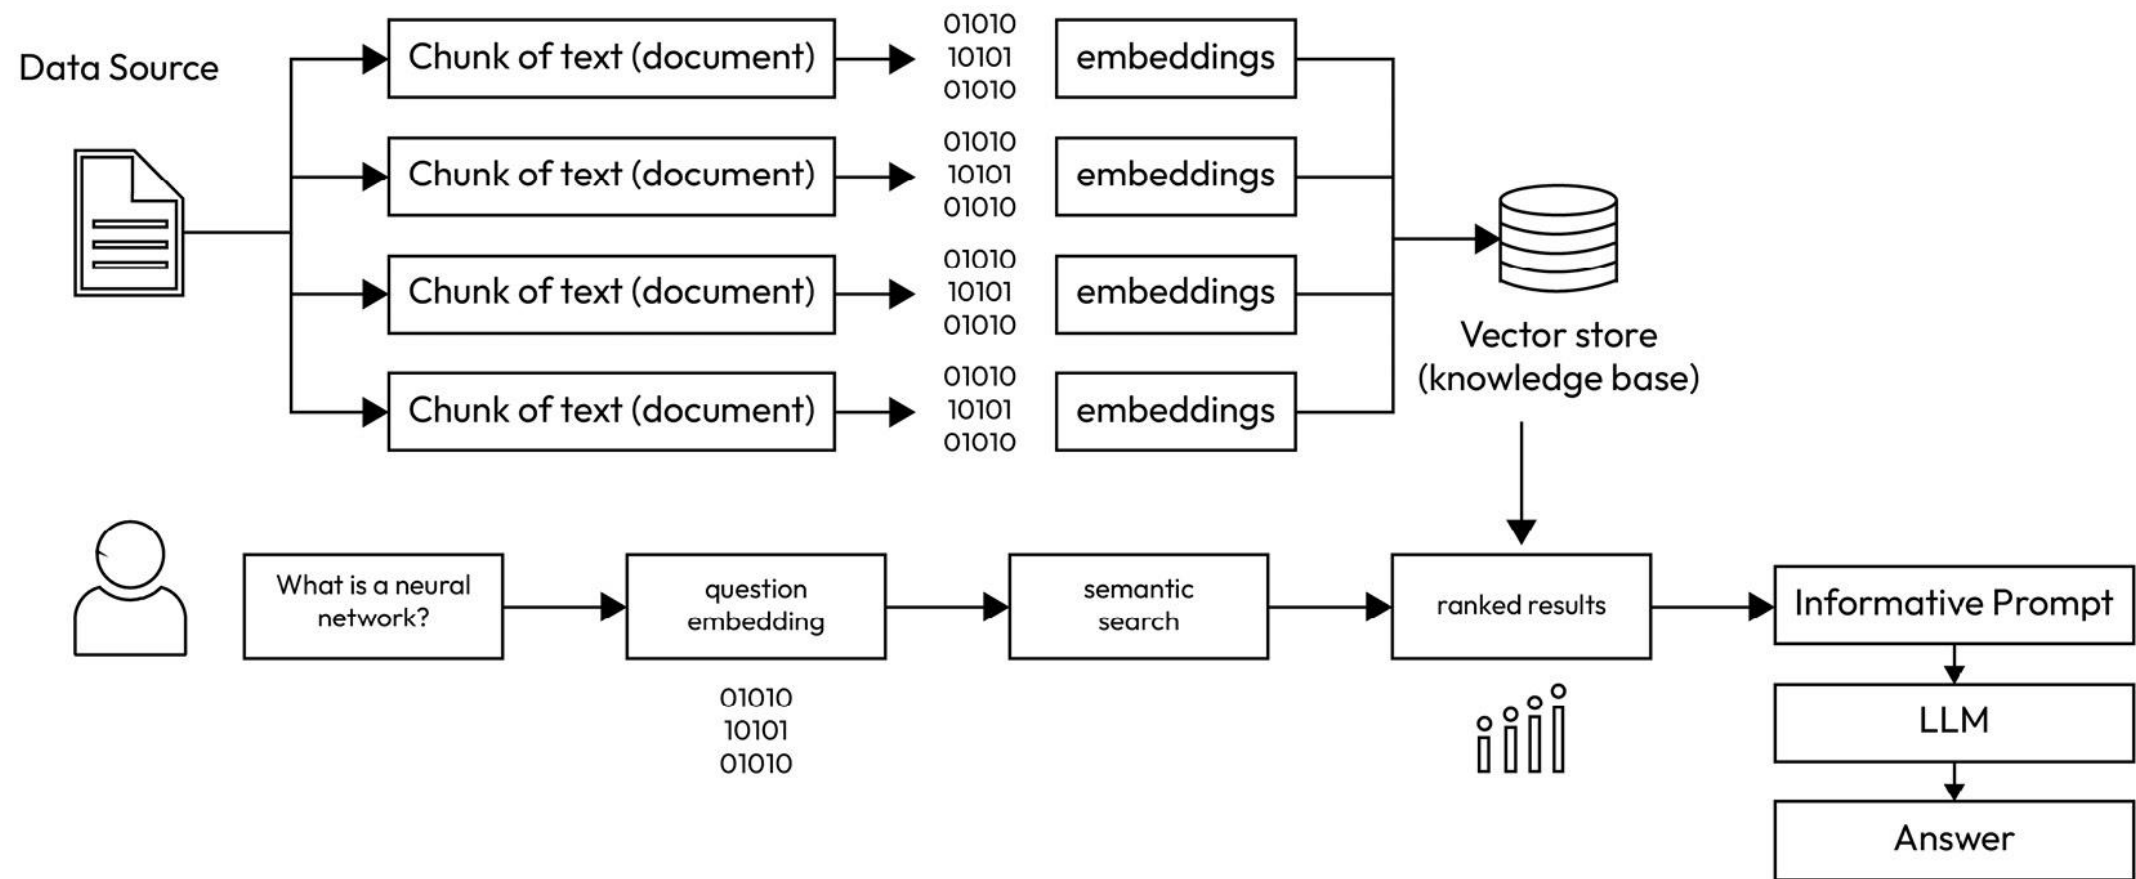 Data Source
Chunk of text (document)
01010
10101
01010
embeddings
Chunk of text (document)
01010
10101
01010
embeddings
Chunk of text (document)
01010
10101
01010
embeddings
Chunk of text (document)
01010
10101
01010
embeddings
Vector store
(knowledge base)
What is a neural
network?
question
embedding
01010
10101
01010
semantic
search
ranked results
Informative Prompt
LLM
Answer